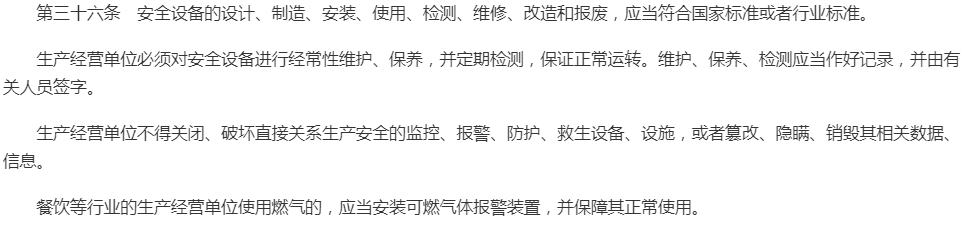 第三十六条　安全设备的设计、制造、安装、使用、检测、维修、改造和报废，应当符合国家标准或者行业标准。
生产经营单位必须对安全设备进行经常性维护、保养，并定期检测，保证正常运转。维护、保养、检测应当作好记录，并由有
关人员签字。
生产经营单位不得关闭、破坏直接关系生产安全的监控、报警、防护、救生设备、设施，或者篡改、隐瞒、销毁其相关数据、
信息。
餐饮等行业的生产经营单位使用燃气的，应当安装可燃气体报警装置，并保障其正常使用。